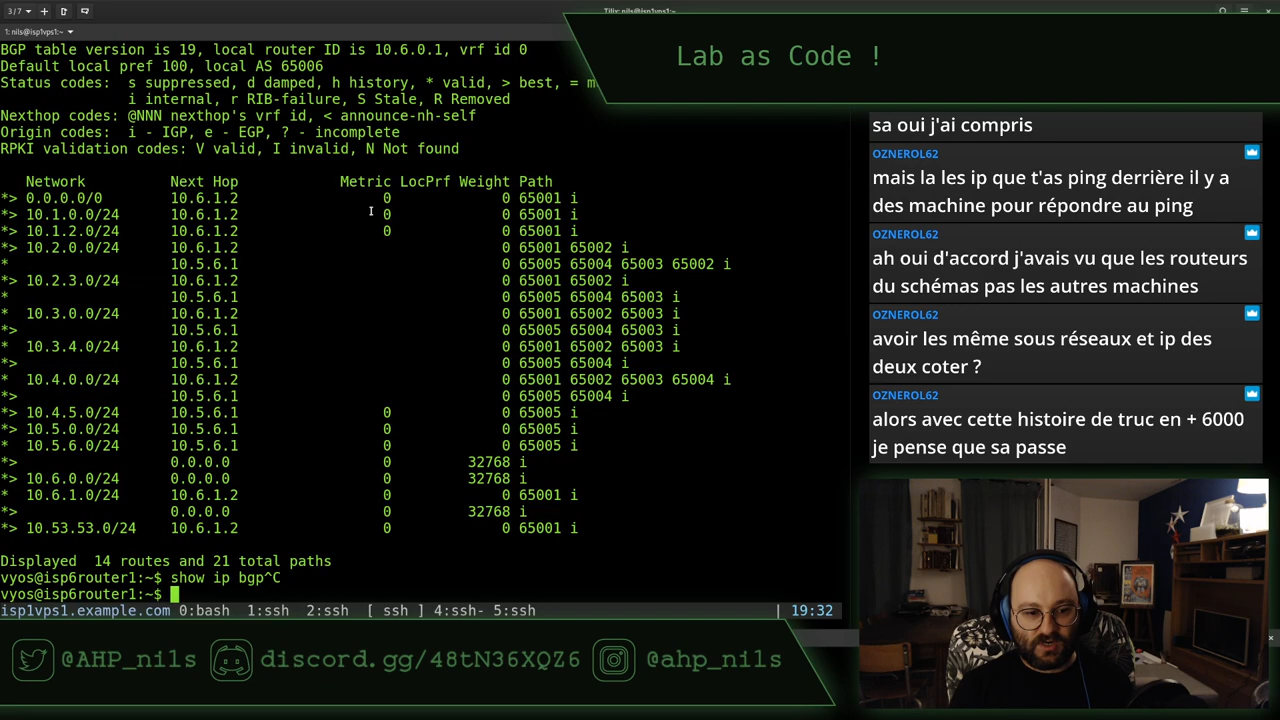 3/7
Tilix: nils@isp1vps1:~
1: nils@isp1vps1:~
BGP table version is 19, local router ID is 10.6.0.1, vrf id 0
Default local pref 100, local AS 65006
Status codes:  s suppressed, d damped, h history, * valid, > best, = m
i internal, r RIB-failure, S Stale, R Removed
Nexthop codes: @NNN nexthop's vrf id, < announce-nh-self
Origin codes:  i - IGP, e - EGP, ? - incomplete
RPKI validation codes: V valid, I invalid, N Not found
Network          Next Hop            Metric LocPrf Weight Path
*> 0.0.0.0/0        10.6.1.2                 0             0 65001 i
*> 10.1.0.0/24      10.6.1.2                 0             0 65001 i
*> 10.1.2.0/24      10.6.1.2                 0             0 65001 i
*> 10.2.0.0/24      10.6.1.2                               0 65001 65002 i
*                   10.5.6.1                               0 65005 65004 65003 65002 i
*> 10.2.3.0/24      10.6.1.2                               0 65001 65002 i
*                   10.5.6.1                               0 65005 65004 65003 i
*  10.3.0.0/24      10.6.1.2                               0 65001 65002 65003 i
*>                  10.5.6.1                               0 65005 65004 65003 i
*  10.3.4.0/24      10.6.1.2                               0 65001 65002 65003 i
*>                  10.5.6.1                               0 65005 65004 i
*  10.4.0.0/24      10.6.1.2                               0 65001 65002 65003 65004 i
*>                  10.5.6.1                               0 65005 65004 i
*> 10.4.5.0/24      10.5.6.1                 0             0 65005 i
*> 10.5.0.0/24      10.5.6.1                 0             0 65005 i
*  10.5.6.0/24      10.5.6.1                 0             0 65005 i
*>                  0.0.0.0                  0         32768 i
*> 10.6.0.0/24      0.0.0.0                  0         32768 i
*  10.6.1.0/24      10.6.1.2                 0             0 65001 i
*>                  0.0.0.0                  0         32768 i
*> 10.53.53.0/24    10.6.1.2                 0             0 65001 i
Displayed  14 routes and 21 total paths
vyos@isp6router1:~$ show ip bgp^C
vyos@isp6router1:~$
isp1vps1.example.com 0:bash  1:ssh  2:ssh  [ ssh ] 4:ssh- 5:ssh | 19:32
Lab as Code !
sa oui j'ai compris
OZNEROL62
mais la les ip que t'as ping derrière il y a
des machine pour répondre au ping
OZNEROL62
ah oui d'accord j'avais vu que les routeurs
du schémas pas les autres machines
OZNEROL62
avoir les même sous réseaux et ip des
deux coter ?
OZNEROL62
alors avec cette histoire de truc en + 6000
je pense que sa passe
@AHP_nils discord.gg/48tN36XQZ6 @ahp_nils